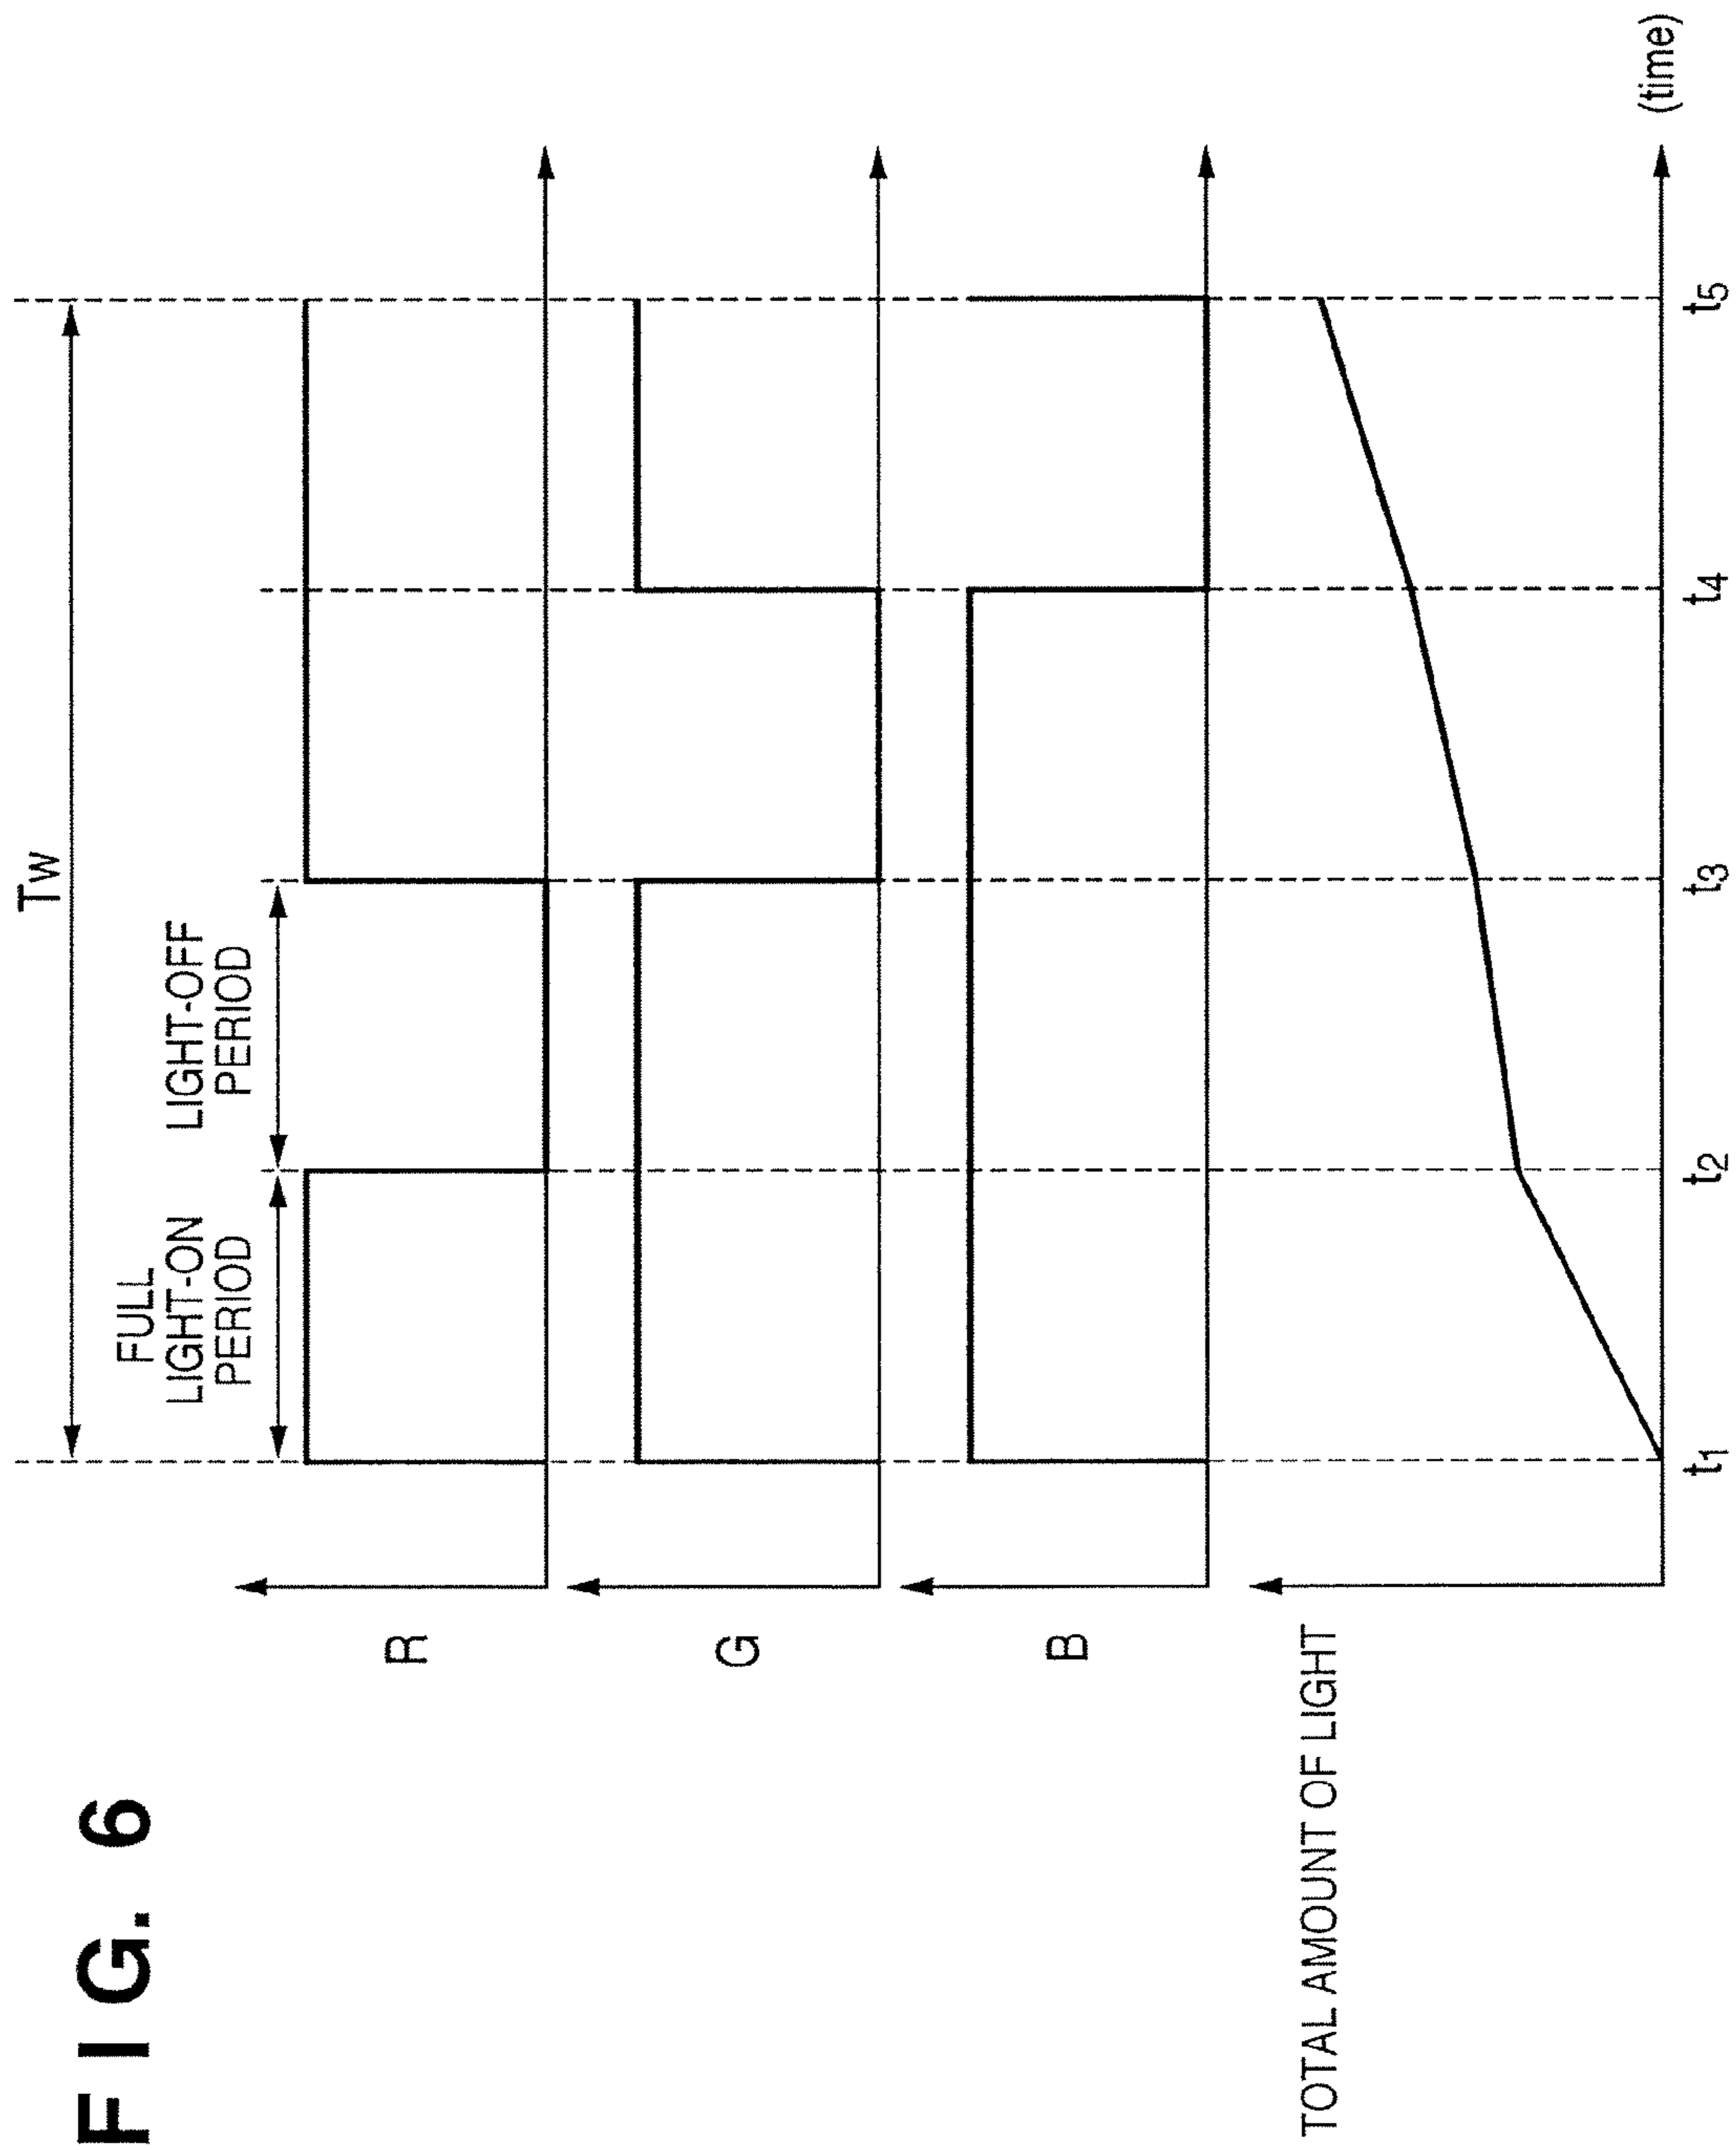 FIG. 6
TW
FULL
LIGHT-ON
PERIOD
LIGHT-OFF
PERIOD
R
G
B
TOTAL AMOUNT OF LIGHT
t1 t2 t3 t4 t5
(time)